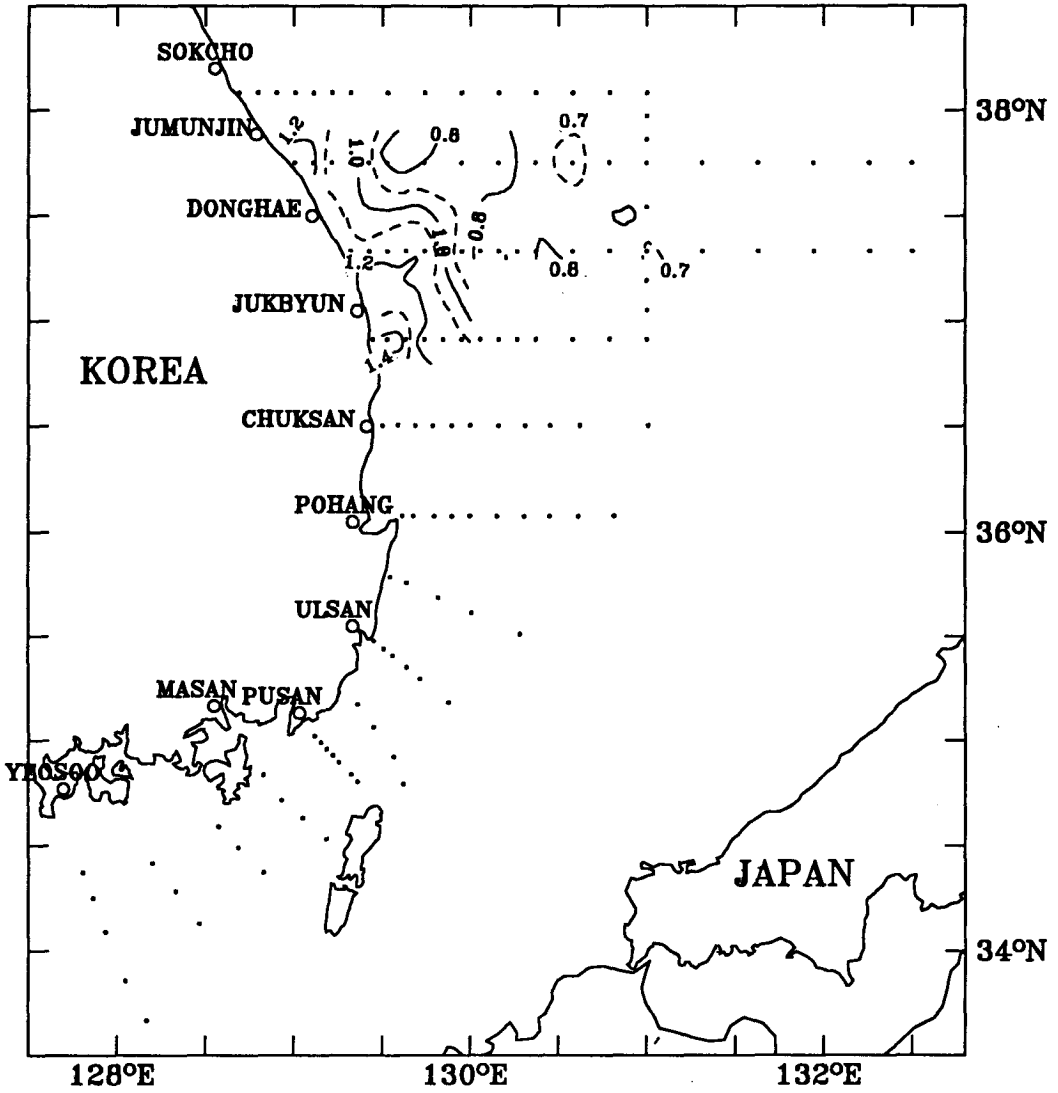 SOKCHO
38°N
0.7
1.2
JUMUNJIN
1.0
0.8
DONGHAE
0.8
1.2
0.8
0.7
JUKBYUN
1.4
KOREA
CHUKSAN
POHANG
36°N
ULSAN
MASAN
PUSAN
YEOSOO
JAPAN
34°N
128°E
130°E
132°E